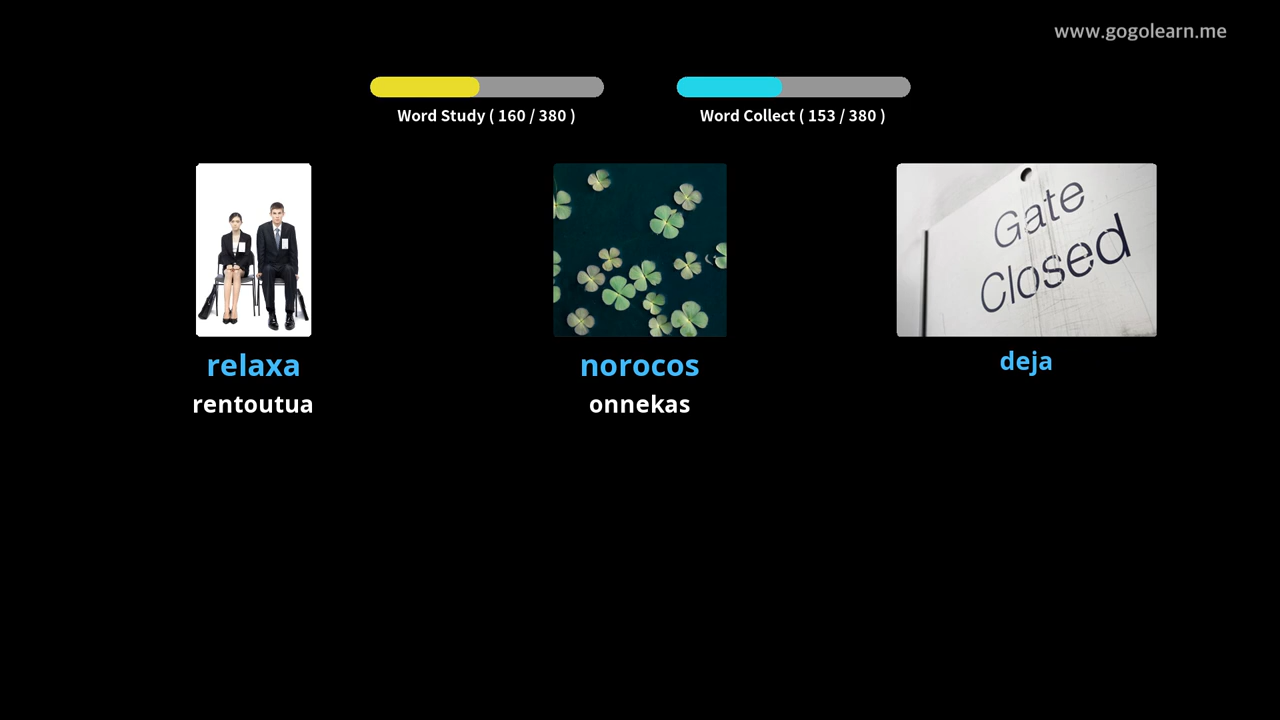 www.gogolearn.me
Word Study ( 160 / 380 )
Word Collect ( 153 / 380 )
Gate
Closed
relaxa
rentoutua
norocos
onnekas
deja